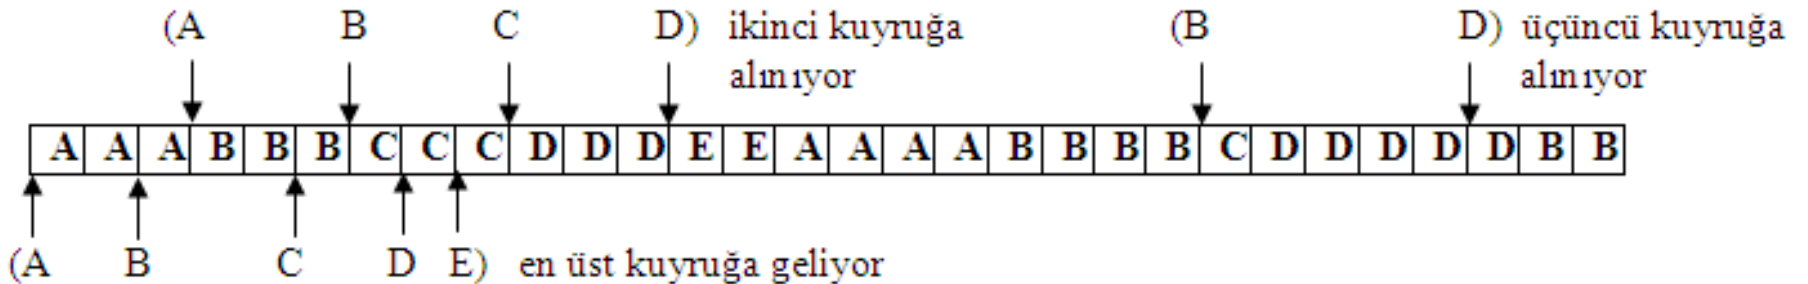 (A B C D) ikinci kuyruğa (B D) üçüncü kuyruğa
alınıyor alınıyor
A A A B B B C C C D D D E E A A A A B B B B C D D D D D B B
(A B C D E) en üst kuyruğa geliyor